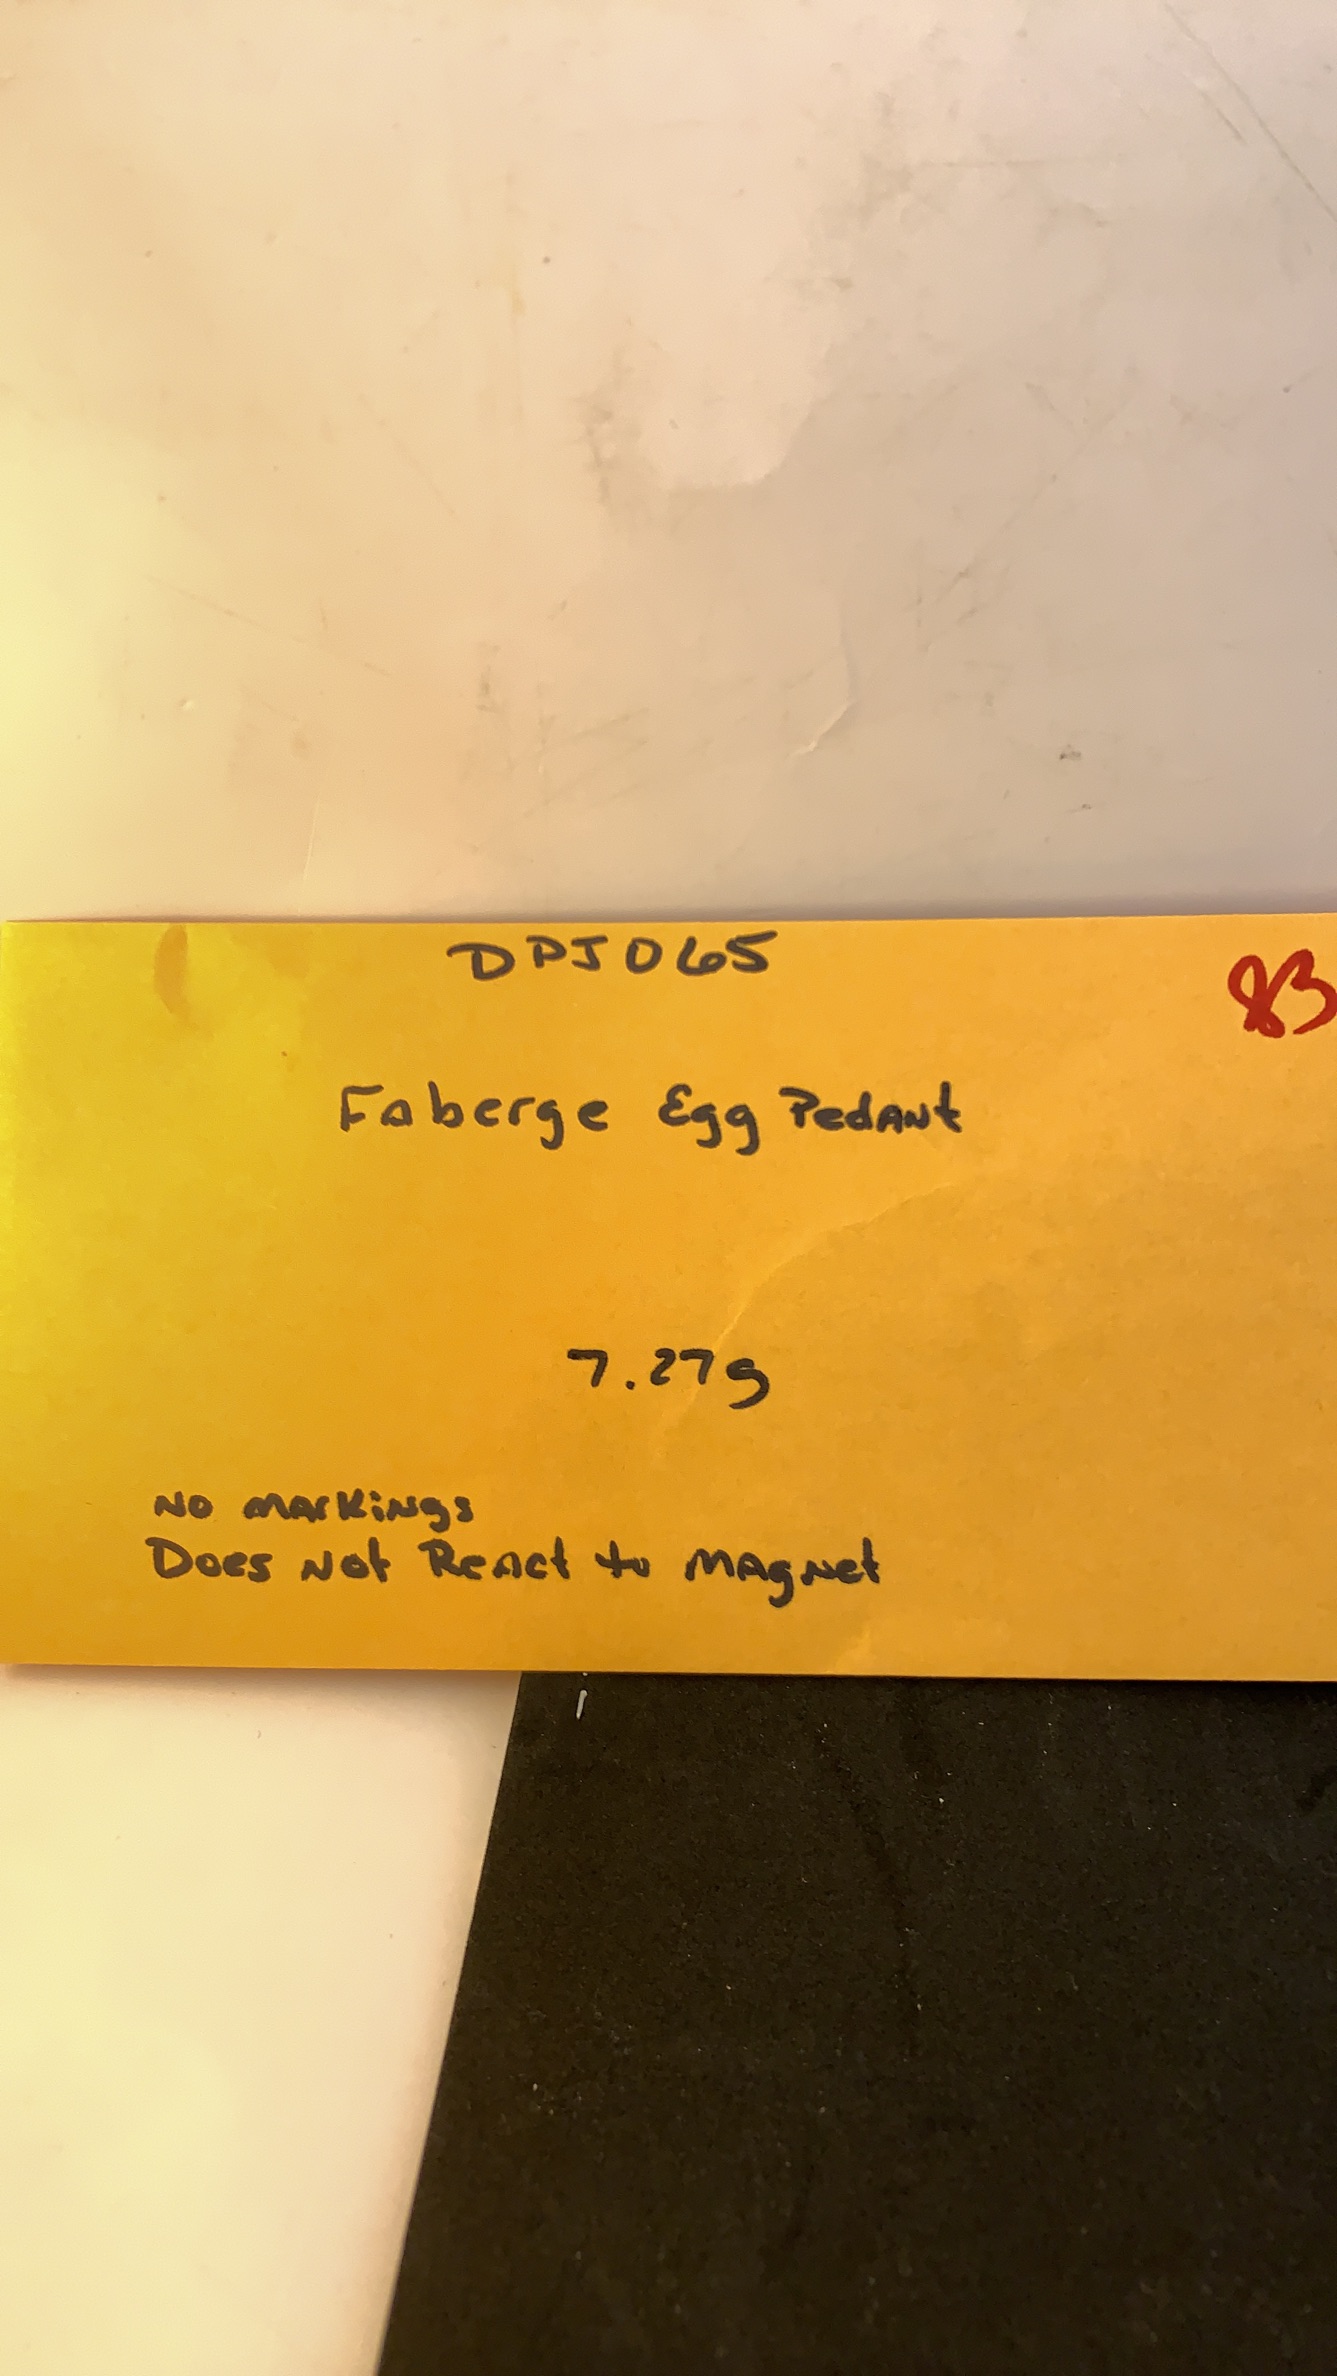 DPJ065
83
Faberge Egg Pedant
7.27g
No markings
Does Not React to Magnet